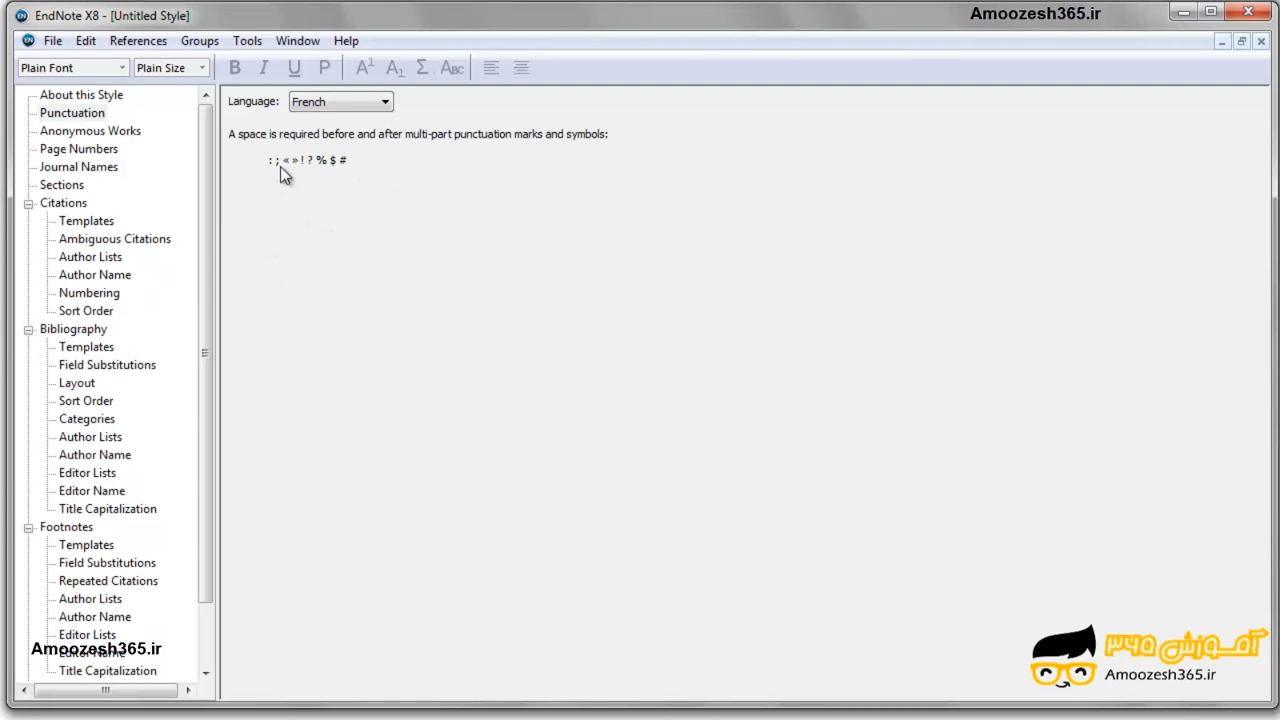 EndNote X8 - [Untitled Style]
Amoozesh365.ir
File Edit References Groups Tools Window Help
Plain Font Plain Size B I U P A1 A1 Σ ABC
About this Style
Punctuation
Anonymous Works
Page Numbers
Journal Names
Sections
Citations
Templates
Ambiguous Citations
Author Lists
Author Name
Numbering
Sort Order
Bibliography
Templates
Field Substitutions
Layout
Sort Order
Categories
Author Lists
Author Name
Editor Lists
Editor Name
Title Capitalization
Footnotes
Templates
Field Substitutions
Repeated Citations
Author Lists
Author Name
Editor Lists
Amoozesh365.ir
Title Capitalization
Language: French
A space is required before and after multi-part punctuation marks and symbols:
: ; « » ! ? % $ #
آموزش ۳۶۵
Amoozesh365.ir